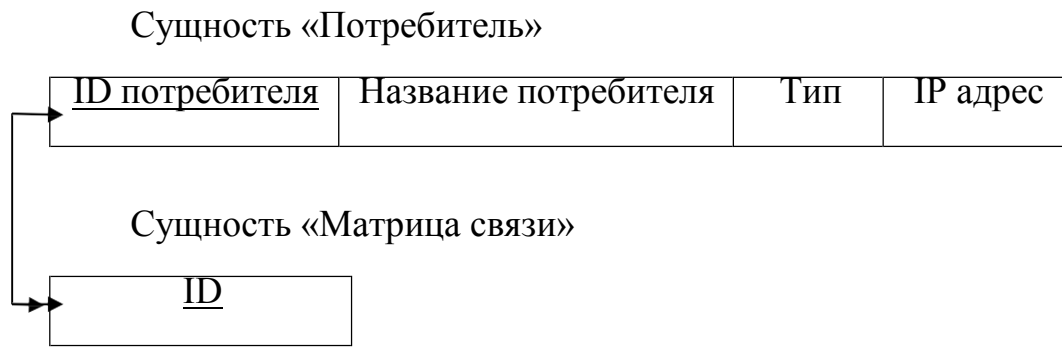 Сущность «Потребитель»
ID потребителя Название потребителя Тип IP адрес
Сущность «Матрица связи»
ID